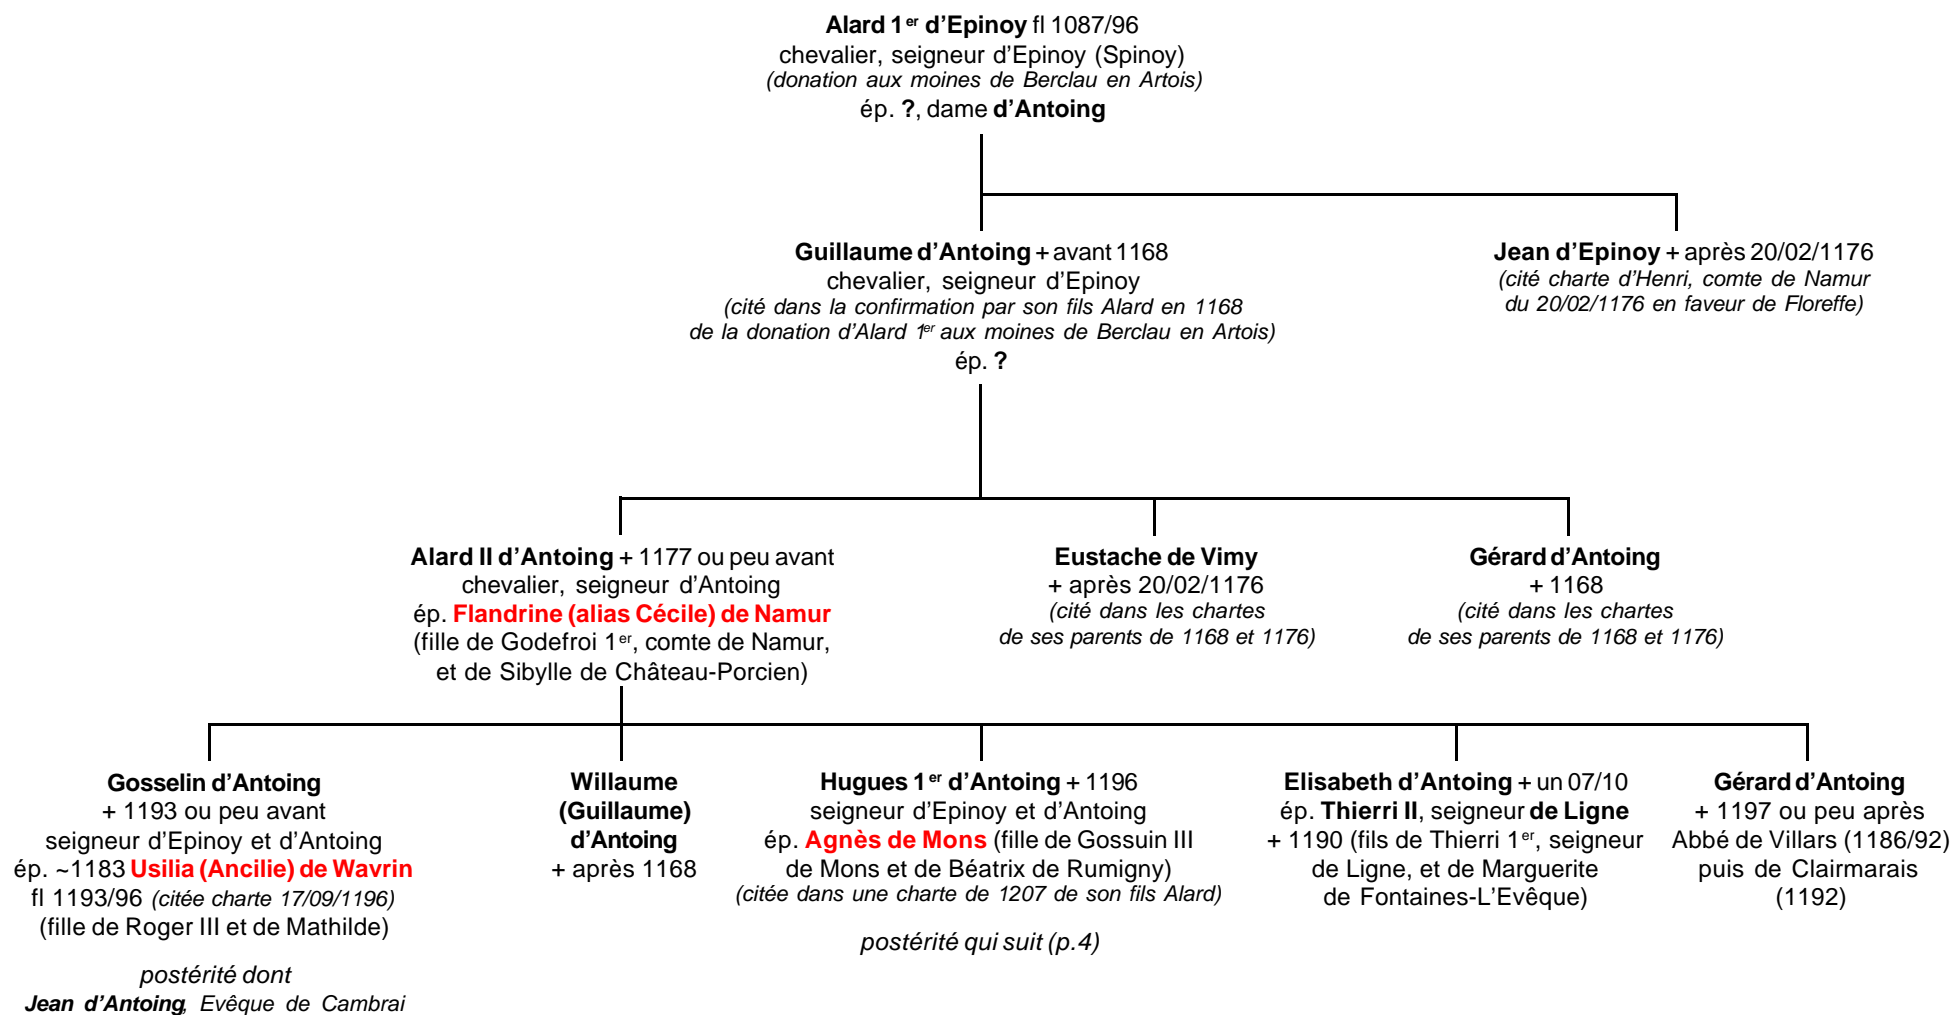 Alard 1er d’Epinoy fl 1087/96
chevalier, seigneur d’Epinoy (Spinoy)
(donation aux moines de Berclau en Artois)
ép. ?, dame d’Antoing
Guillaume d’Antoing + avant 1168
chevalier, seigneur d’Epinoy
(cité dans la confirmation par son fils Alard en 1168
de la donation d’Alard 1er aux moines de Berclau en Artois)
ép. ?
Jean d’Epinoy + après 20/02/1176
(cité charte d’Henri, comte de Namur
du 20/02/1176 en faveur de Floreffe)
Alard II d’Antoing + 1177 ou peu avant
chevalier, seigneur d’Antoing
ép. Flandrine (alias Cécile) de Namur
(fille de Godefroi 1er, comte de Namur,
et de Sibylle de Château-Porcien)
Eustache de Vimy
+ après 20/02/1176
(cité dans les chartes
de ses parents de 1168 et 1176)
Gérard d’Antoing
+ 1168
(cité dans les chartes
de ses parents de 1168 et 1176)
Gosselin d’Antoing
+ 1193 ou peu avant
seigneur d’Epinoy et d’Antoing
ép. ~1183 Usilia (Ancilie) de Wavrin
fl 1193/96 (citée charte 17/09/1196)
(fille de Roger III et de Mathilde)
postérité dont
Jean d’Antoing, Evêque de Cambrai
Willaume
(Guillaume)
d’Antoing
+ après 1168
Hugues 1er d’Antoing + 1196
seigneur d’Epinoy et d’Antoing
ép. Agnès de Mons (fille de Gossuin III
de Mons et de Béatrix de Rumigny)
(citée dans une charte de 1207 de son fils Alard)
postérité qui suit (p.4)
Elisabeth d’Antoing + un 07/10
ép. Thierri II, seigneur de Ligne
+ 1190 (fils de Thierri 1er, seigneur
de Ligne, et de Marguerite
de Fontaines-L’Evêque)
Gérard d’Antoing
+ 1197 ou peu après
Abbé de Villars (1186/92)
puis de Clairmarais
(1192)